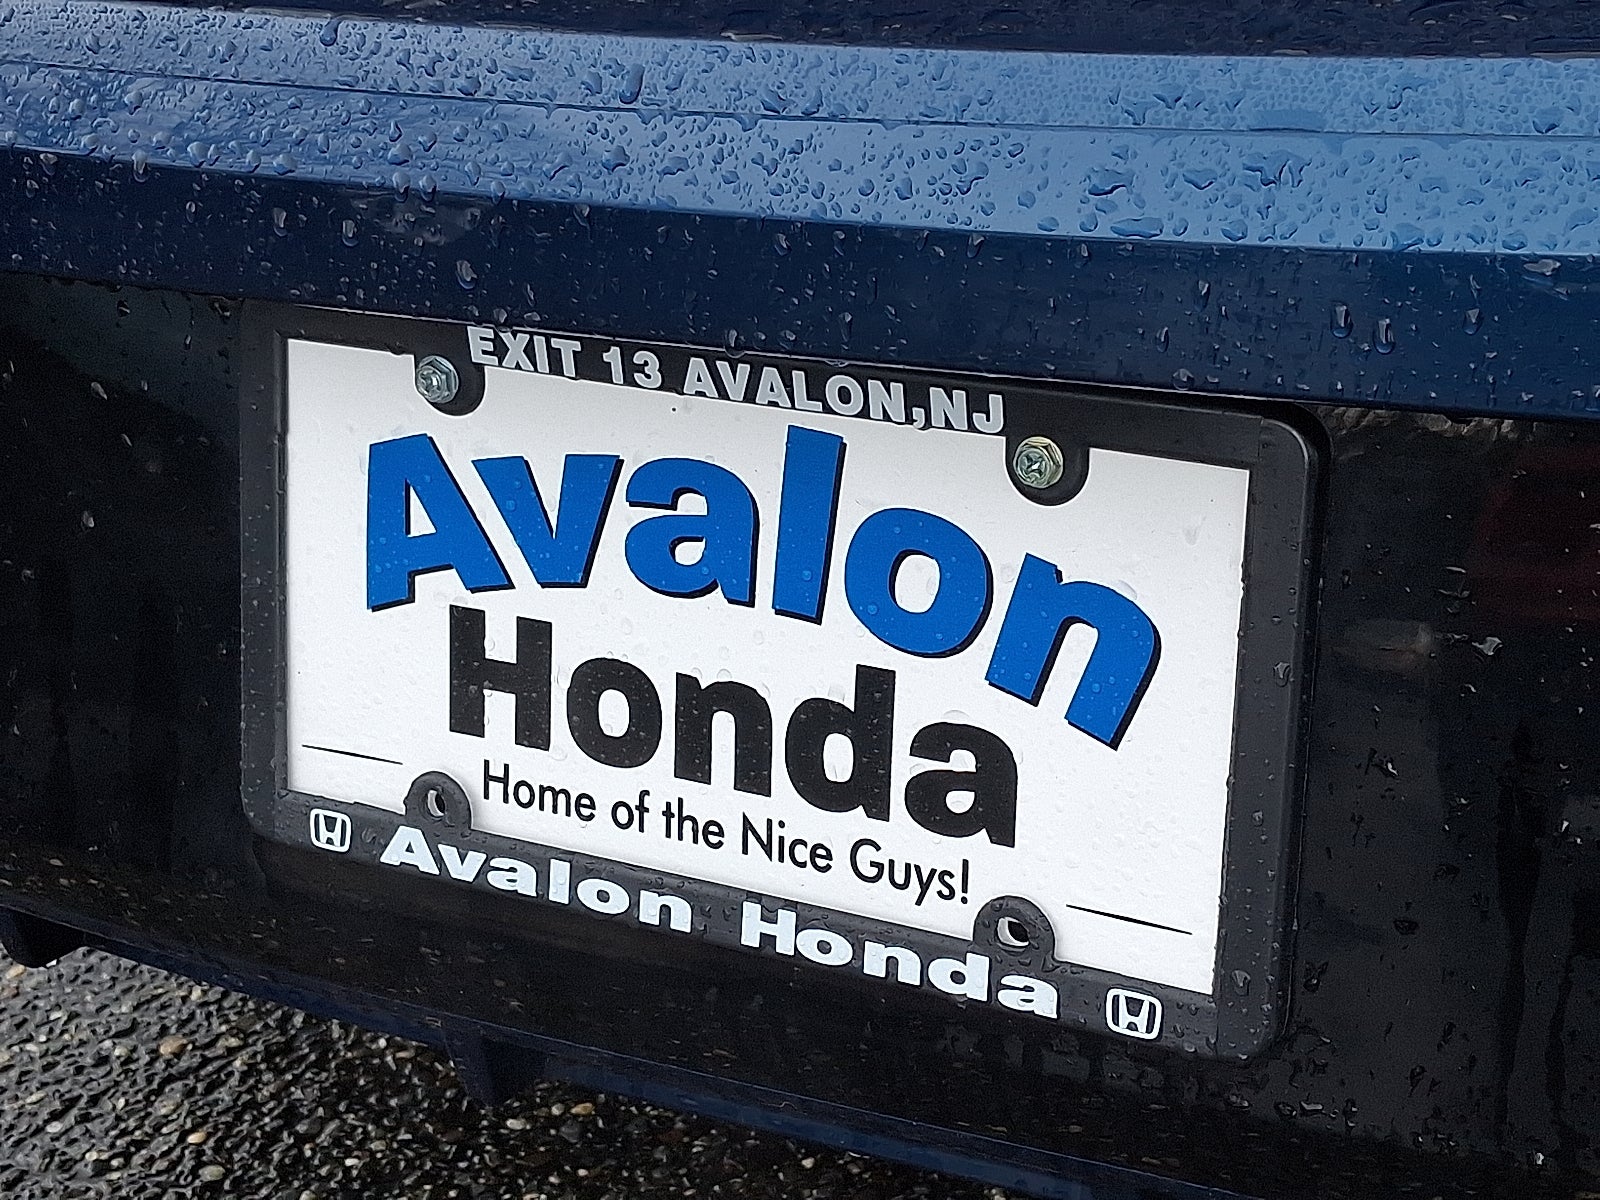 EXIT 13 AVALON,NJ
Avalon
Honda
Home of the Nice Guys!
Avalon Honda